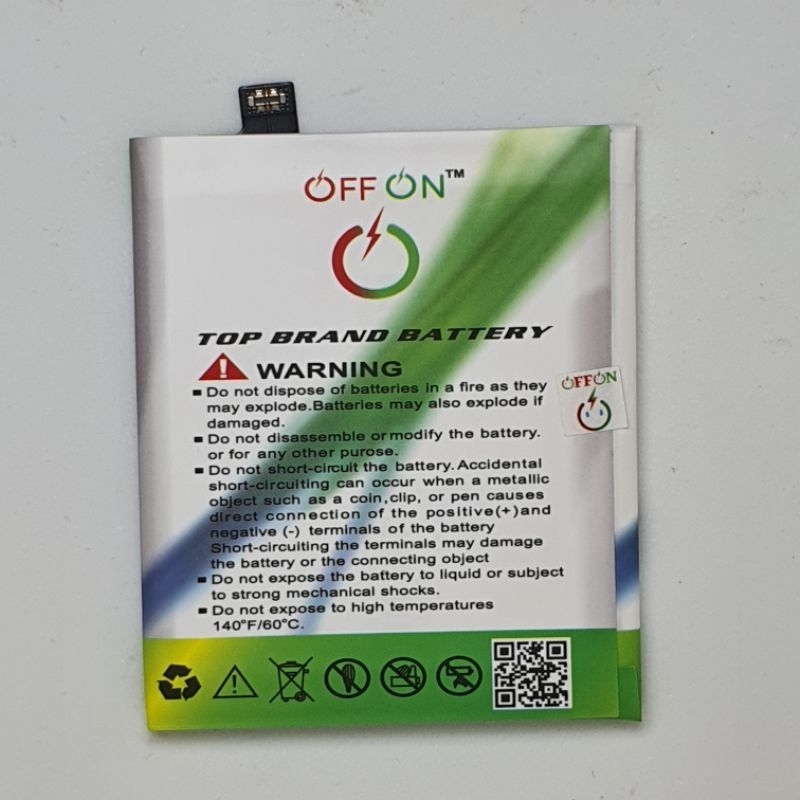 OFF ON™
TOP BRAND BATTERY
WARNING
Do not dispose of batteries in a fire as they
may explode.Batteries may also explode if
damaged.
Do not disassemble or modify the battery.
or for any other purose.
Do not short-circuit the battery. Accidental
short-circuiting can occur when a metallic
object such as a coin,clip, or pen causes
direct connection of the positive(+)and
negative (-) terminals of the battery
Short-circuiting the terminals may damage
the battery or the connecting object
Do not expose the battery to liquid or subject
to strong mechanical shocks.
Do not expose to high temperatures
140°F/60°C.
OFFON